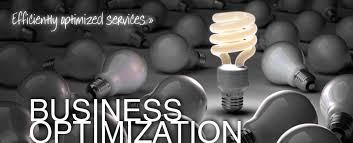 Efficiently optimized services »
BUSINESS
OPTIMIZATION